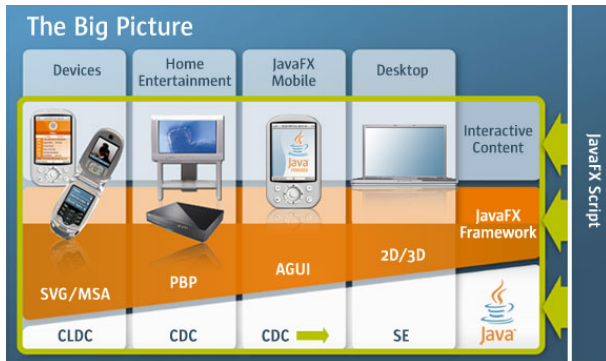 The Big Picture
Devices
Home
Entertainment
JavaFX
Mobile
Desktop
Interactive
Content
JavaFX Script
Java
JavaFX
Framework
SVG/MSA
PBP
AGUI
2D/3D
CLDC
CDC
CDC
SE
Java